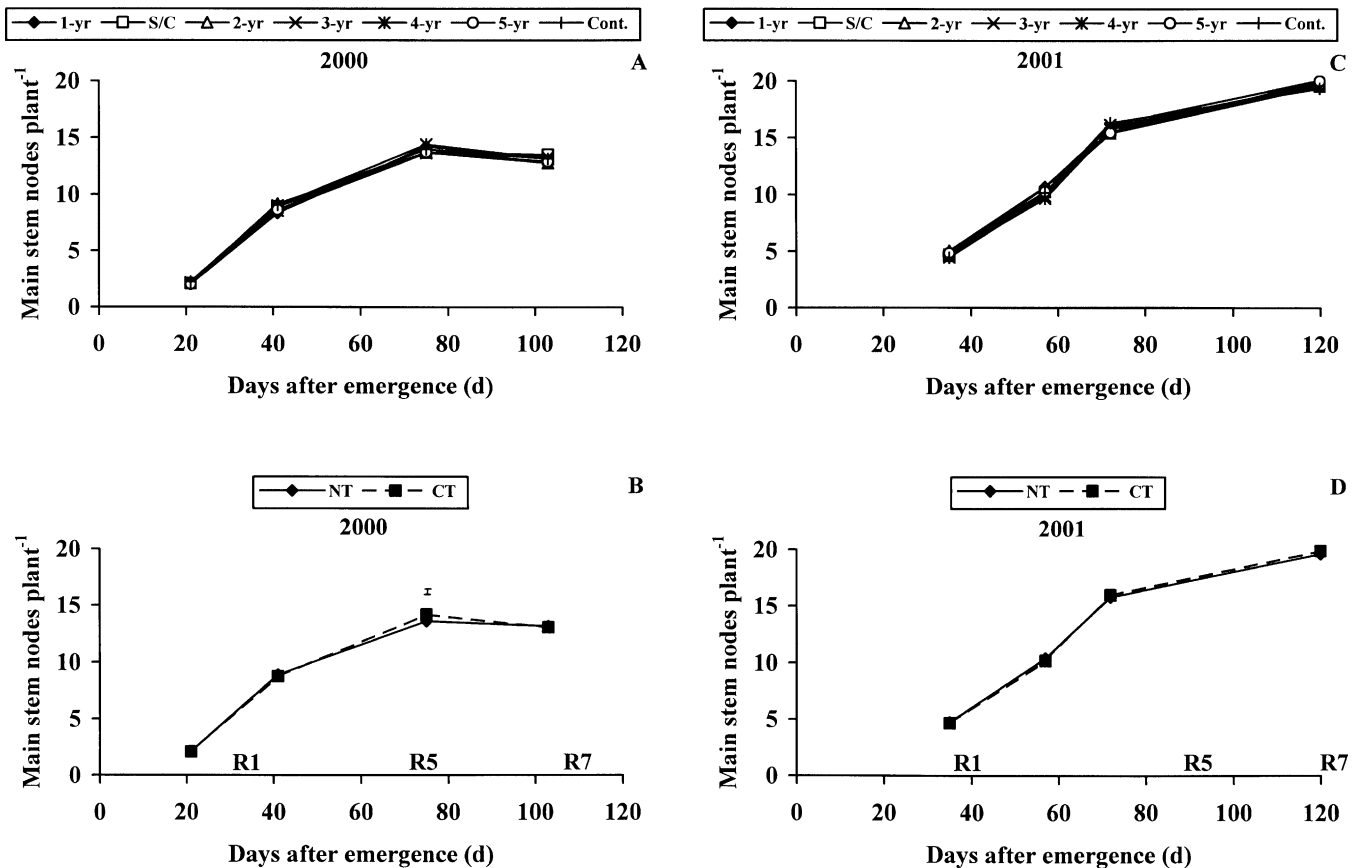 1-yr S/C 2-yr 3-yr 4-yr 5-yr Cont.
2000 A
Main stem nodes plant-1
20
15
10
5
0
0 20 40 60 80 100 120
Days after emergence (d)
1-yr S/C 2-yr 3-yr 4-yr 5-yr Cont.
2001 C
Main stem nodes plant-1
20
15
10
5
0
0 20 40 60 80 100 120
Days after emergence (d)
NT CT B
2000
Main stem nodes plant-1
20
15
10
5
0
R1 R5 R7
0 20 40 60 80 100 120
Days after emergence (d)
NT CT D
2001
Main stem nodes plant-1
20
15
10
5
0
R1 R5 R7
0 20 40 60 80 100 120
Days after emergence (d)